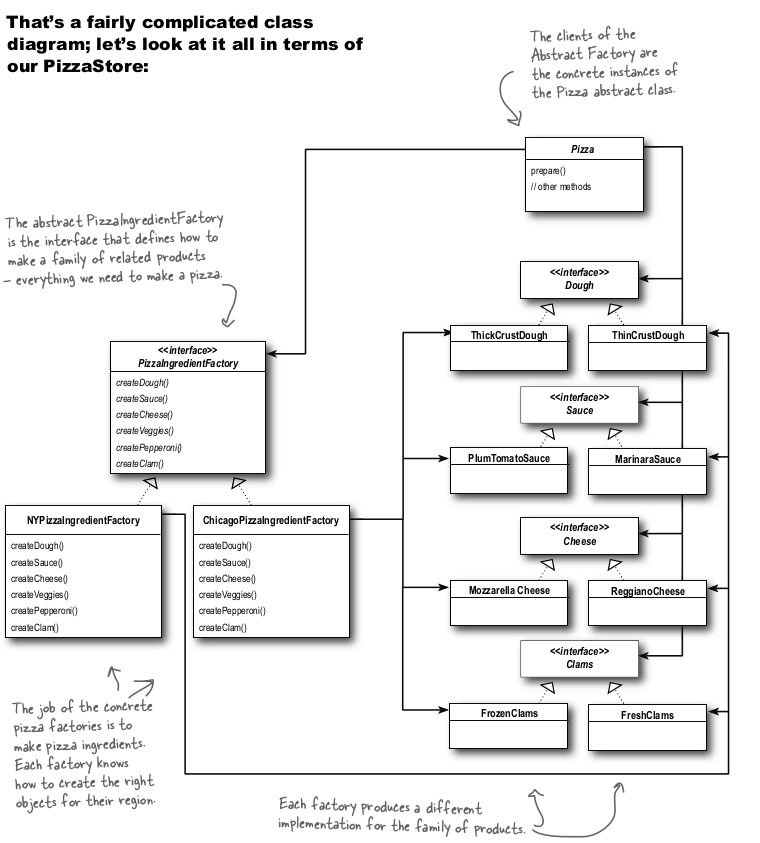 That's a fairly complicated class
diagram; let's look at it all in terms of
our PizzaStore:
The clients of the
Abstract Factory are
the concrete instances of
the Pizza abstract class.
Pizza
prepare()
// other methods
The abstract PizzaIngredientFactory
is the interface that defines how to
make a family of related products
– everything we need to make a pizza.
<<interface>>
Dough
ThickCrustDough
ThinCrustDough
<<interface>>
PizzaIngredientFactory
createDough()
createSauce()
createCheese()
createVeggies()
createPepperoni()
createClam()
<<interface>>
Sauce
PlumTomatoSauce
MarinaraSauce
NYPizzaIngredientFactory
createDough()
createSauce()
createCheese()
createVeggies()
createPepperoni()
createClam()
ChicagoPizzaIngredientFactory
createDough()
createSauce()
createCheese()
createVeggies()
createPepperoni()
createClam()
<<interface>>
Cheese
Mozzarella Cheese
ReggianoCheese
<<interface>>
Clams
FrozenClams
FreshClams
The job of the concrete
pizza factories is to
make pizza ingredients.
Each factory knows
how to create the right
objects for their region.
Each factory produces a different
implementation for the family of products.